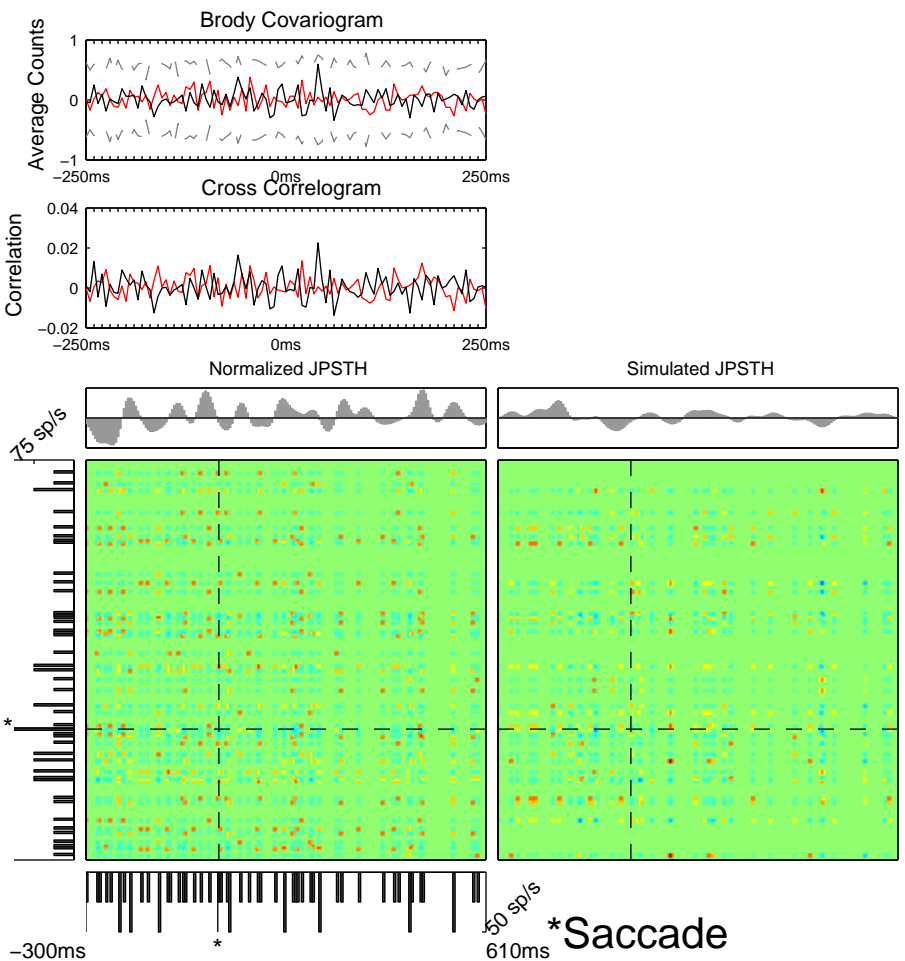 Brody Covariogram
Average Counts
1
0
−1
−250ms 0ms 250ms
Cross Correlogram
Correlation
0.04
0.02
0
−0.02
−250ms 0ms 250ms
Normalized JPSTH
Simulated JPSTH
75 sp/s
*
*
50 sp/s
−300ms
610ms
*Saccade